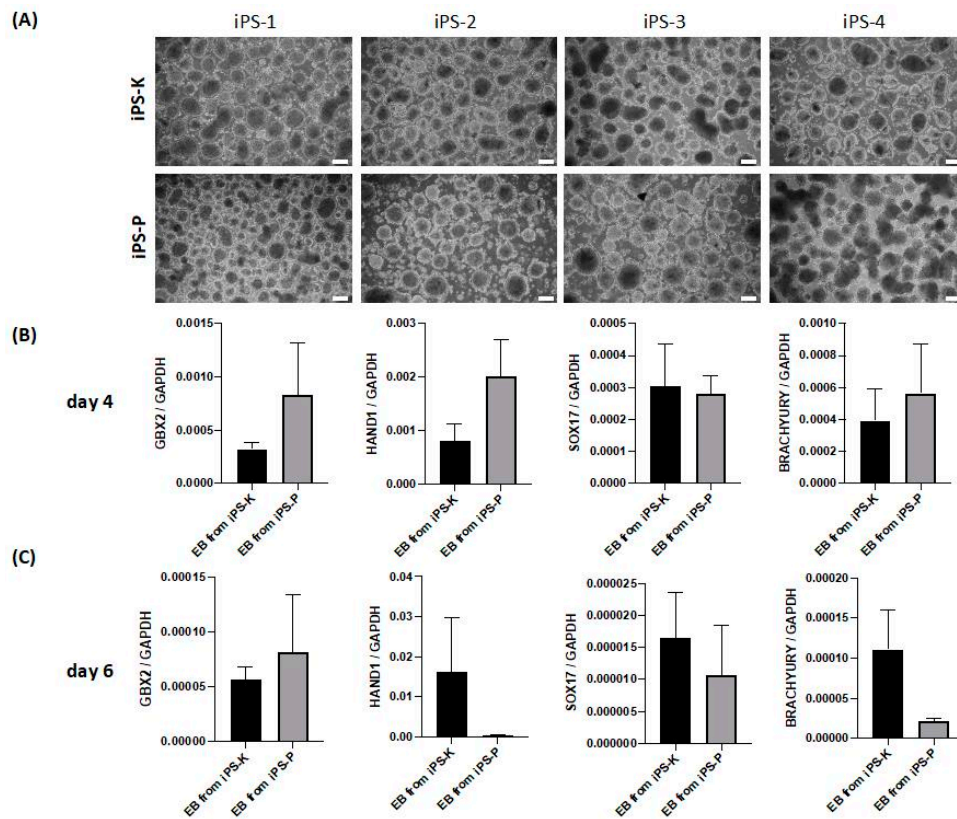 (A)
iPS-1
iPS-2
iPS-3
iPS-4
iPS-K
iPS-P
(B)
day 4
GBX2 / GAPDH
0.0015
0.0010
0.0005
0.0000
EB from iPS-K
EB from iPS-P
HAND1 / GAPDH
0.003
0.002
0.001
0.000
EB from iPS-K
EB from iPS-P
SOX17 / GAPDH
0.0005
0.0004
0.0003
0.0002
0.0001
0.0000
EB from iPS-K
EB from iPS-P
BRACHYURY / GAPDH
0.0010
0.0008
0.0006
0.0004
0.0002
0.0000
EB from iPS-K
EB from iPS-P
(C)
day 6
GBX2 / GAPDH
0.00015
0.00010
0.00005
0.00000
EB from iPS-K
EB from iPS-P
HAND1 / GAPDH
0.04
0.03
0.02
0.01
0.00
EB from iPS-K
EB from iPS-P
SOX17 / GAPDH
0.000025
0.000020
0.000015
0.000010
0.000005
0.000000
EB from iPS-K
EB from iPS-P
BRACHYURY / GAPDH
0.00020
0.00015
0.00010
0.00005
0.00000
EB from iPS-K
EB from iPS-P